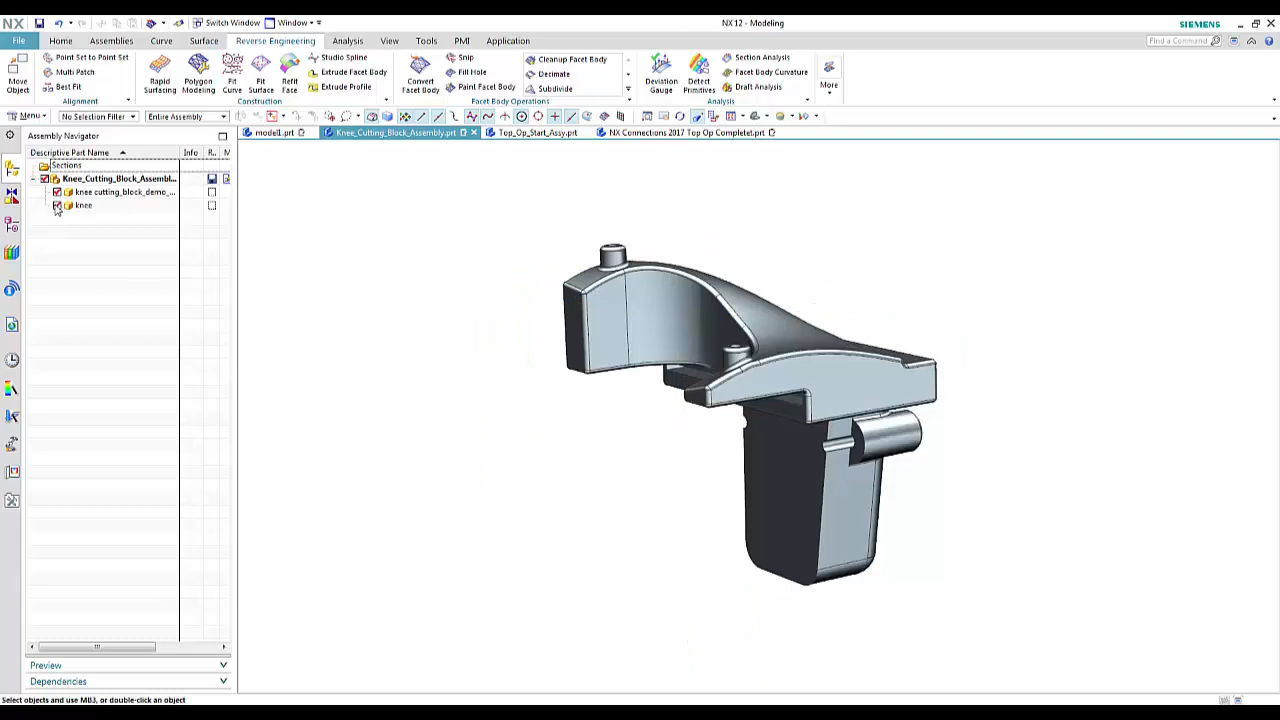 NX Switch Window Window NX 12 - Modeling SIEMENS
File Home Assemblies Curve Surface Reverse Engineering Analysis View Tools PMI Application Find a Command
Move Object
Point Set to Point Set
Multi Patch
Best Fit
Alignment
Rapid Surfacing
Polygon Modeling
Fit Curve
Fit Surface
Refit Face
Studio Spline
Extrude Facet Body
Extrude Profile
Construction
Convert Facet Body
Snip
Fill Hole
Paint Facet Body
Cleanup Facet Body
Decimate
Subdivide
Facet Body Operations
Deviation Gauge
Detect Primitives
Section Analysis
Facet Body Curvature
Draft Analysis
Analysis
More
Menu No Selection Filter Entire Assembly
Assembly Navigator
model1.prt Knee_Cutting_Block_Assembly.prt Top_Op_Start_Assy.prt NX Connections 2017 Top Op Complete1.prt
Descriptive Part Name Info R.. M
Sections
Knee_Cutting_Block_Assembl...
knee cutting_block_demo_...
knee
Preview
Dependencies
Select objects and use MB3, or double-click an object